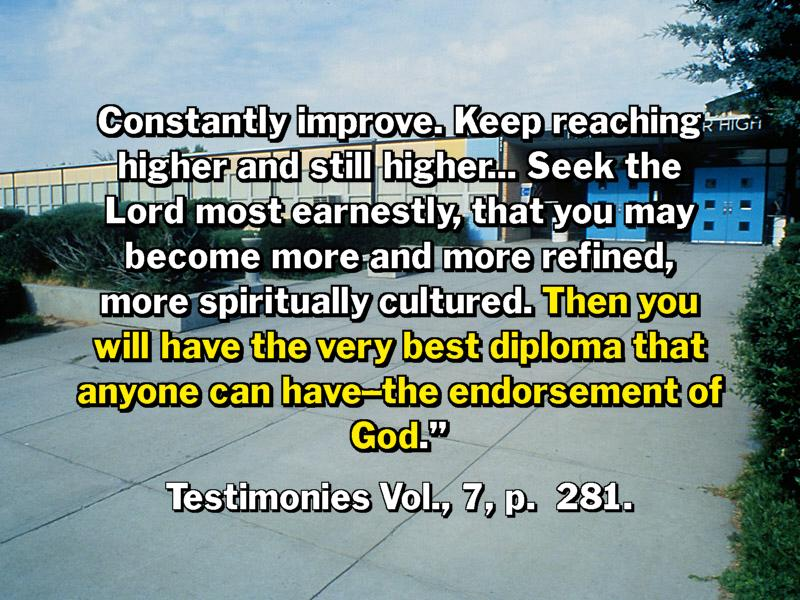 R HIGH
Constantly improve. Keep reaching
higher and still higher... Seek the
Lord most earnestly, that you may
become more and more refined,
more spiritually cultured. Then you
will have the very best diploma that
anyone can have–the endorsement of
God.”
Testimonies Vol., 7, p. 281.